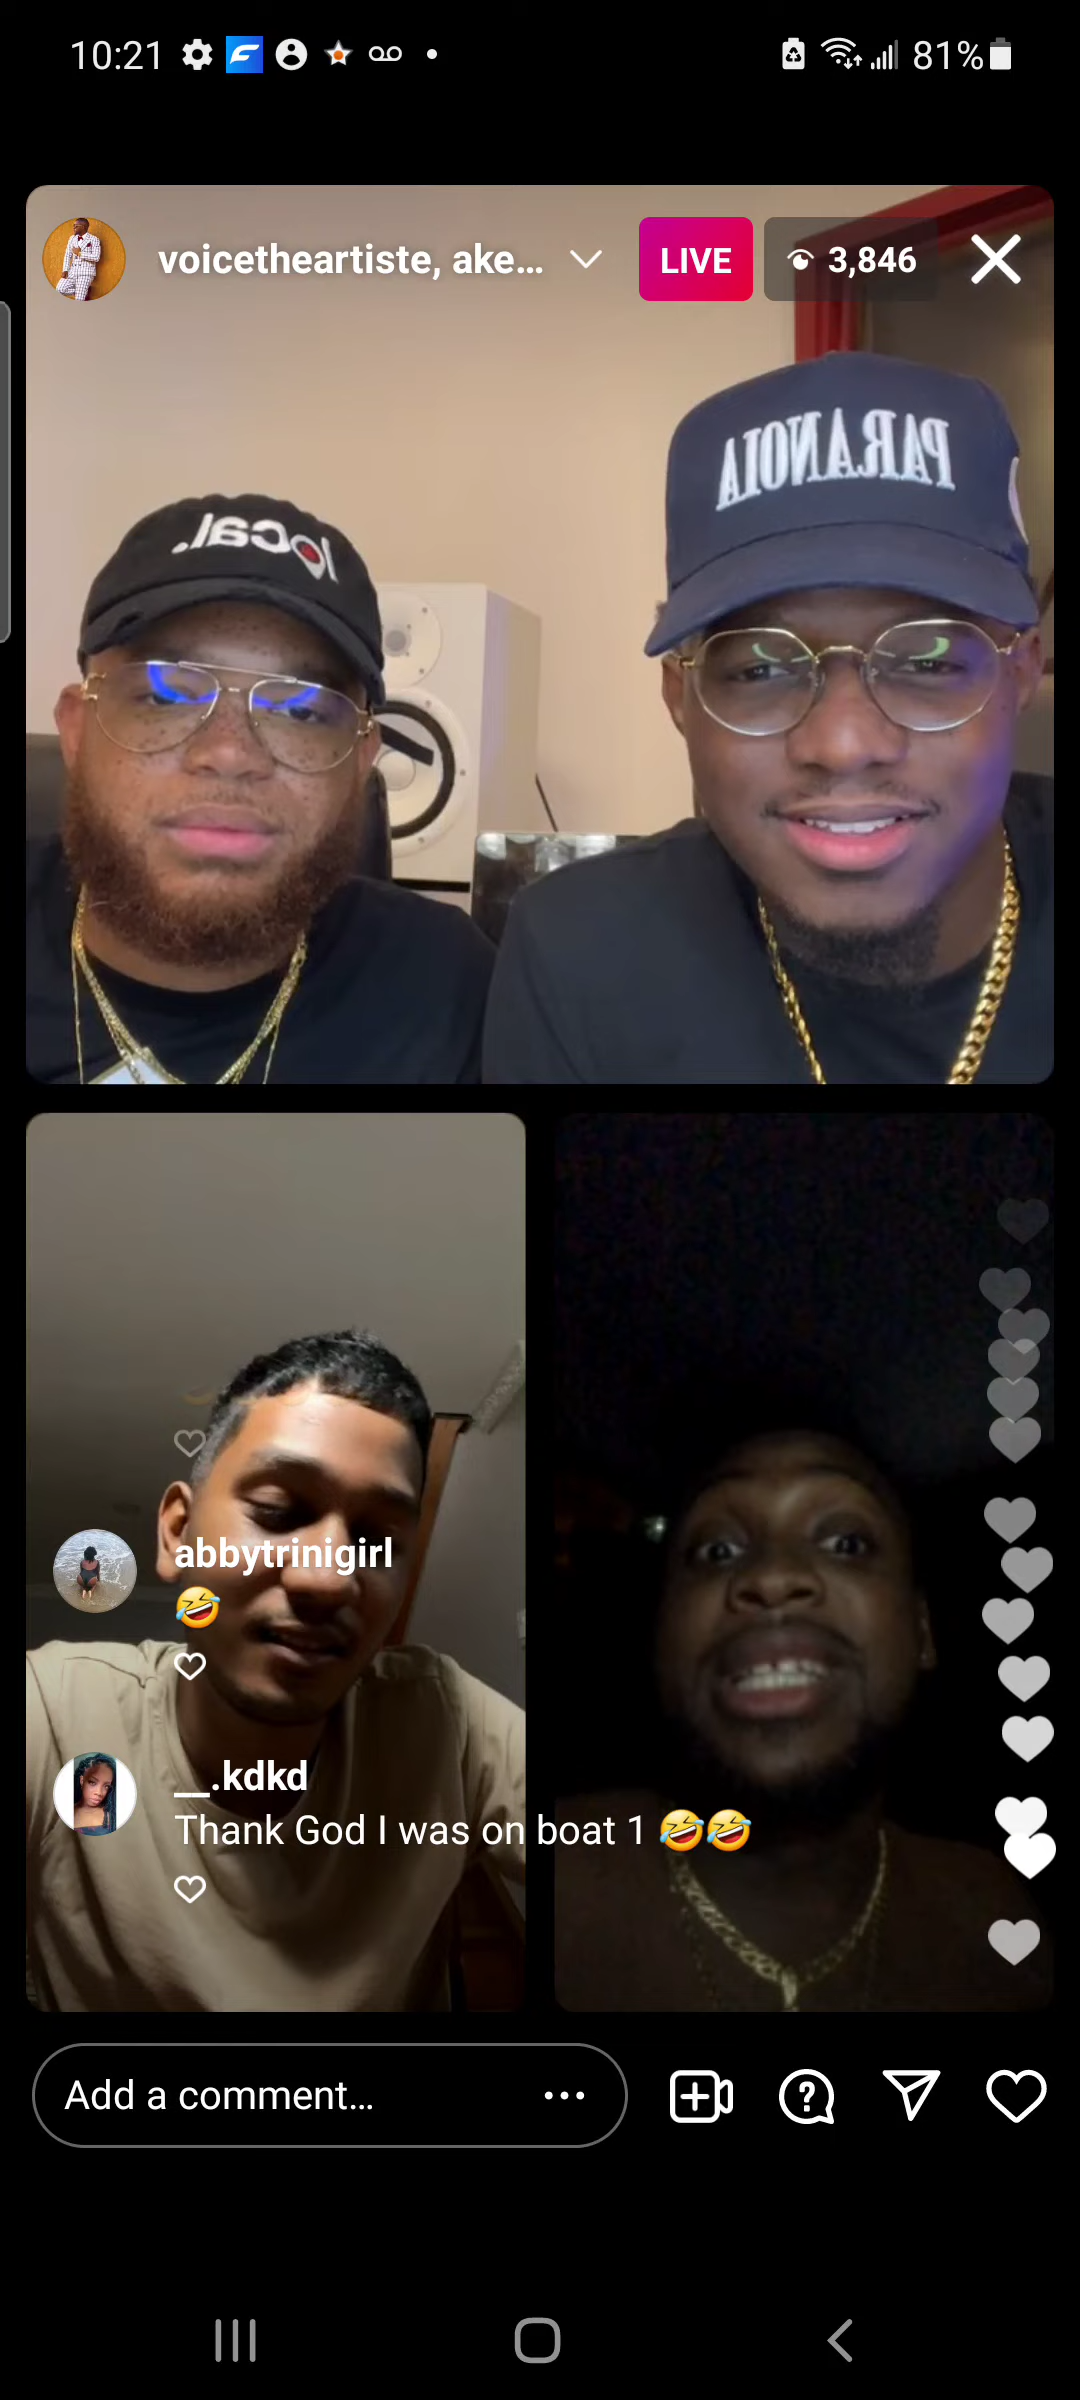 10:21
81%
voicetheartiste, ake...
LIVE
3,846
PARANOIA
local.
abbytrinigirl
🤣
__.kdkd
Thank God I was on boat 1 🤣🤣
Add a comment...